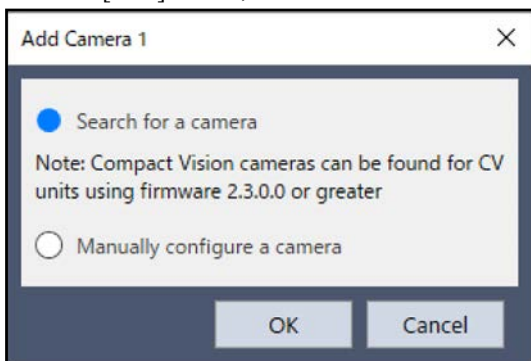 Add Camera 1
Search for a camera
Note: Compact Vision cameras can be found for CV
units using firmware 2.3.0.0 or greater
Manually configure a camera
OK Cancel